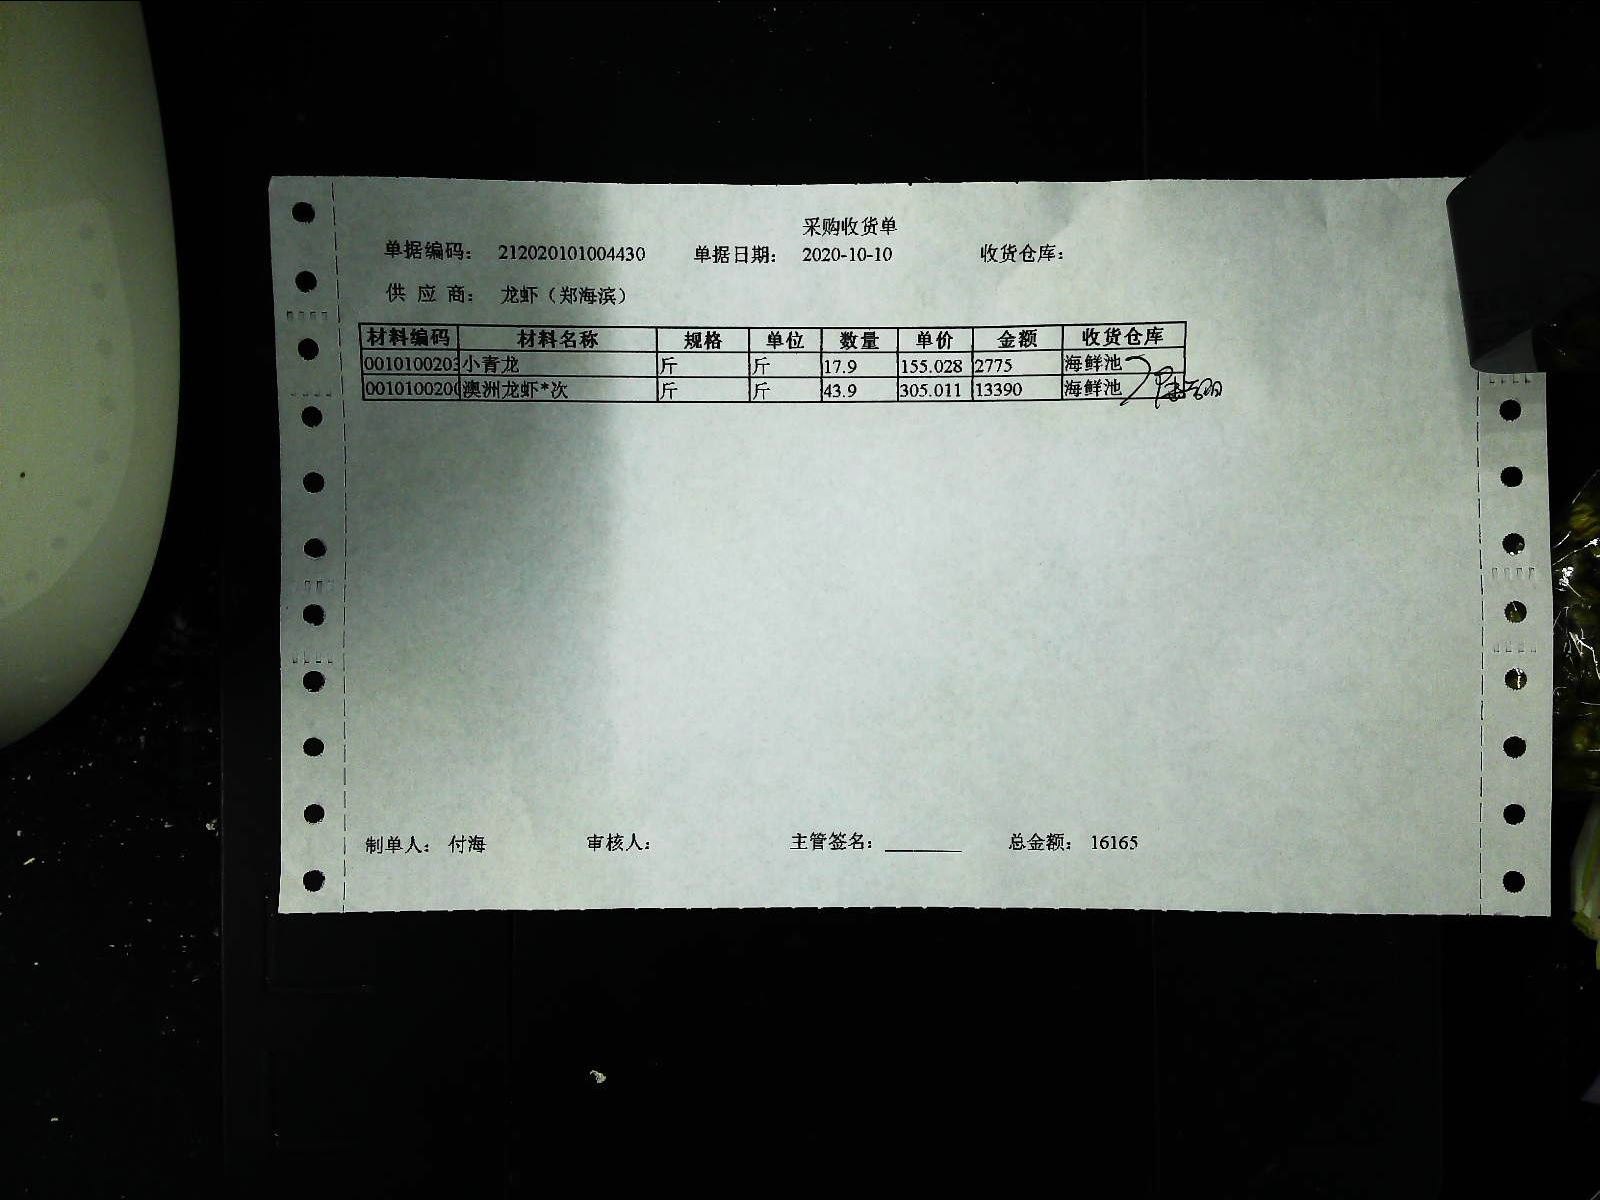 采购收货单
单据编码: 212020101004430 单据日期: 2020-10-10 收货仓库:
供 应 商: 龙虾（郑海滨）
材料编码 材料名称 规格 单位 数量 单价 金额 收货仓库
0010100203 小青龙 斤 斤 17.9 155.028 2775 海鲜池
0010100200 澳洲龙虾*次 斤 斤 43.9 305.011 13390 海鲜池
制单人: 付海 审核人: 主管签名: 总金额: 16165